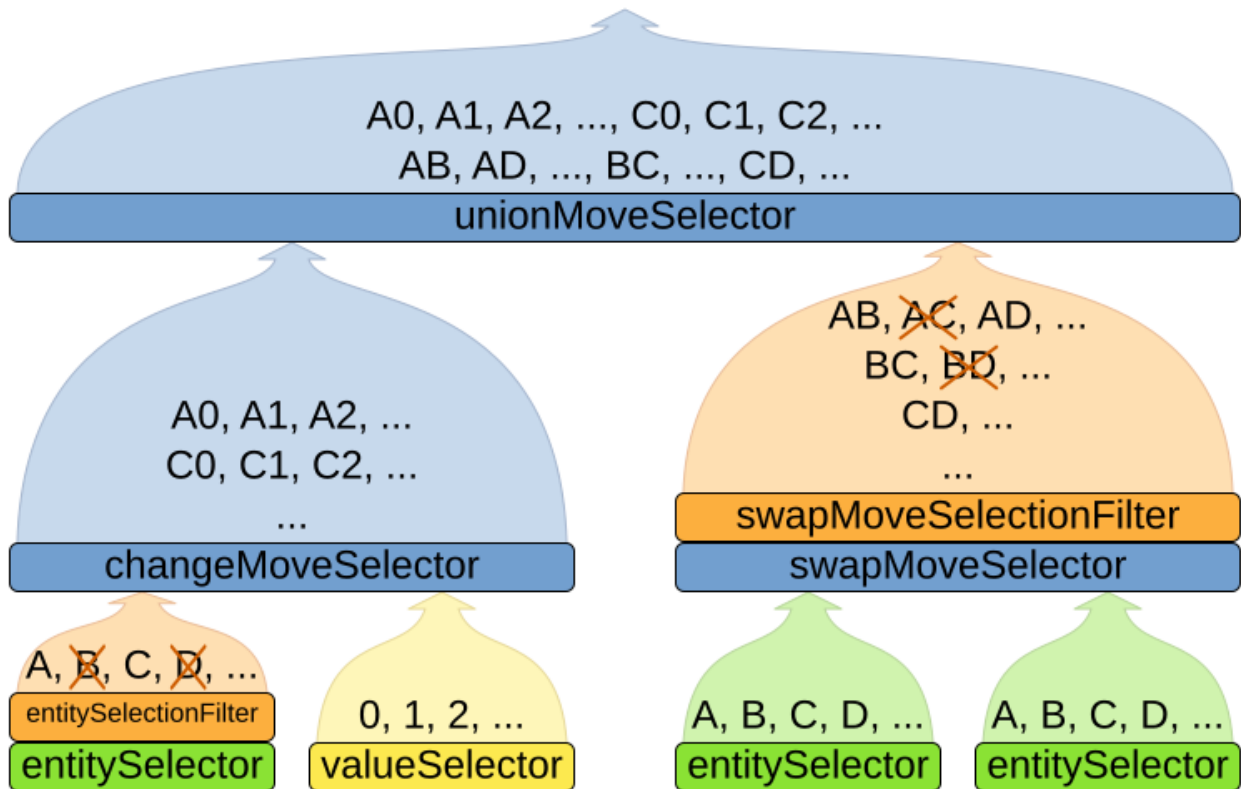 A0, A1, A2, ..., C0, C1, C2, ...
AB, AD, ..., BC, ..., CD, ...
unionMoveSelector
A0, A1, A2, ...
C0, C1, C2, ...
...
changeMoveSelector
AB, AC, AD, ...
BC, BD, ...
CD, ...
...
swapMoveSelectionFilter
swapMoveSelector
A, B, C, D, ...
entitySelectionFilter
entitySelector
0, 1, 2, ...
valueSelector
A, B, C, D, ...
entitySelector
A, B, C, D, ...
entitySelector